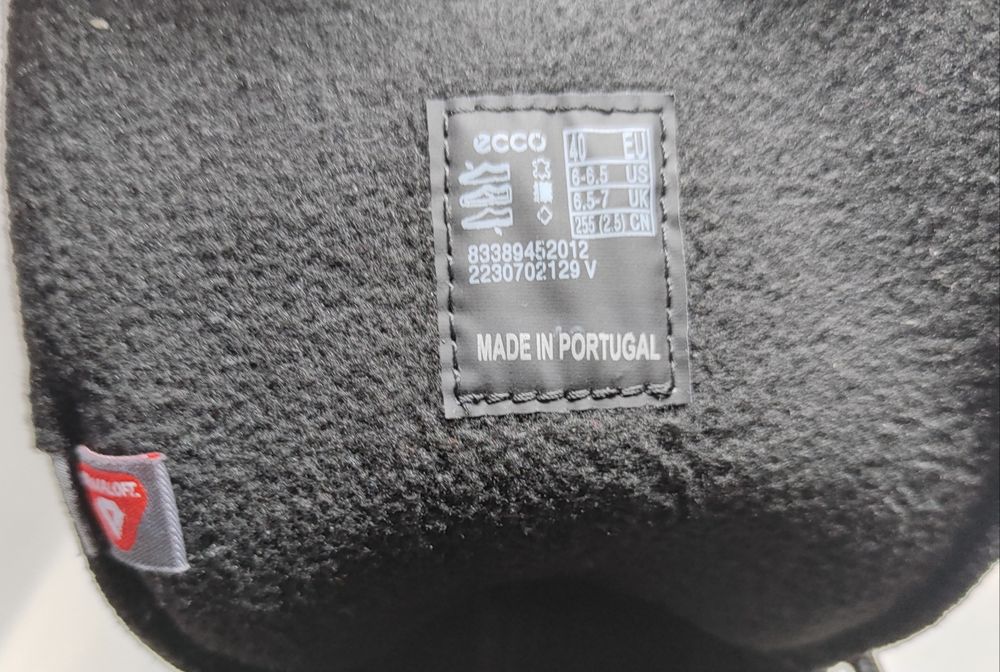 ecco
40 EU
6-6,5 US
6,5-7 UK
255 (2.5) CN
83389452012
2230702129 V
MADE IN PORTUGAL